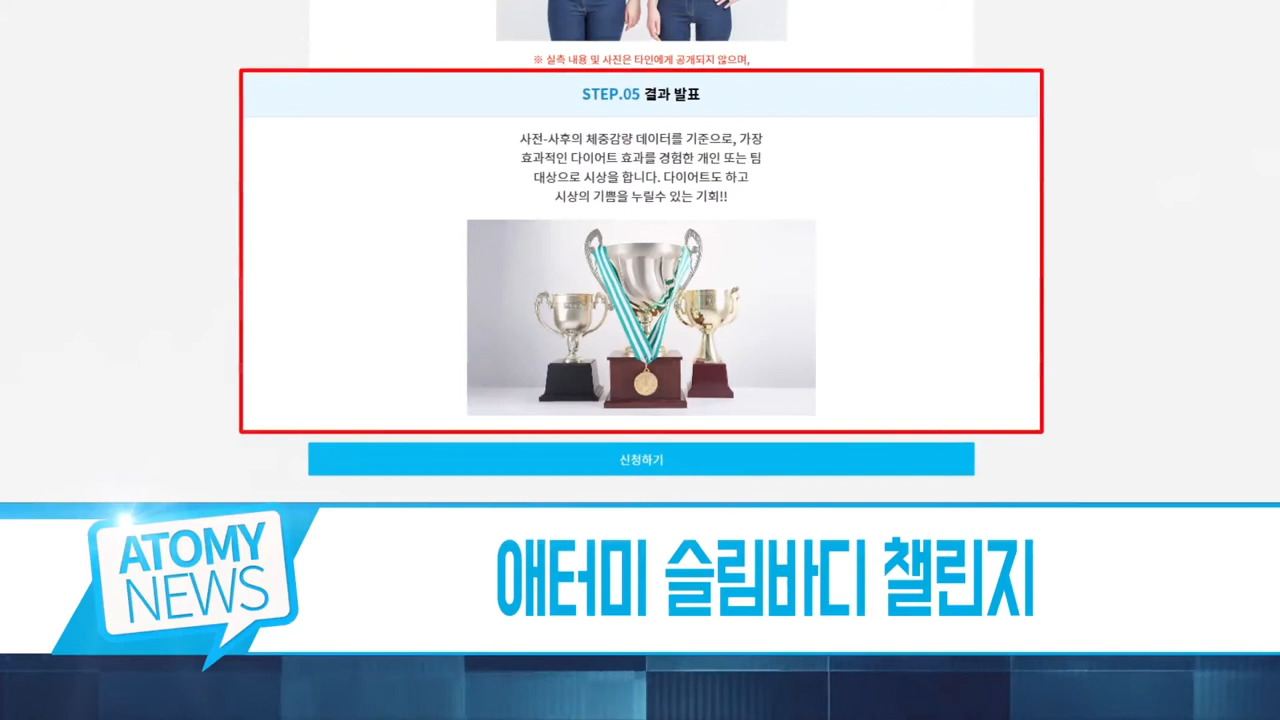 ※ 실측 내용 및 사진은 타인에게 공개되지 않으며,
STEP.05 결과 발표
사전-사후의 체중감량 데이터를 기준으로, 가장
효과적인 다이어트 효과를 경험한 개인 또는 팀
대상으로 시상을 합니다. 다이어트도 하고
시상의 기쁨을 누릴수 있는 기회!!
신청하기
ATOMY
NEWS
애터미 슬림바디 챌린지